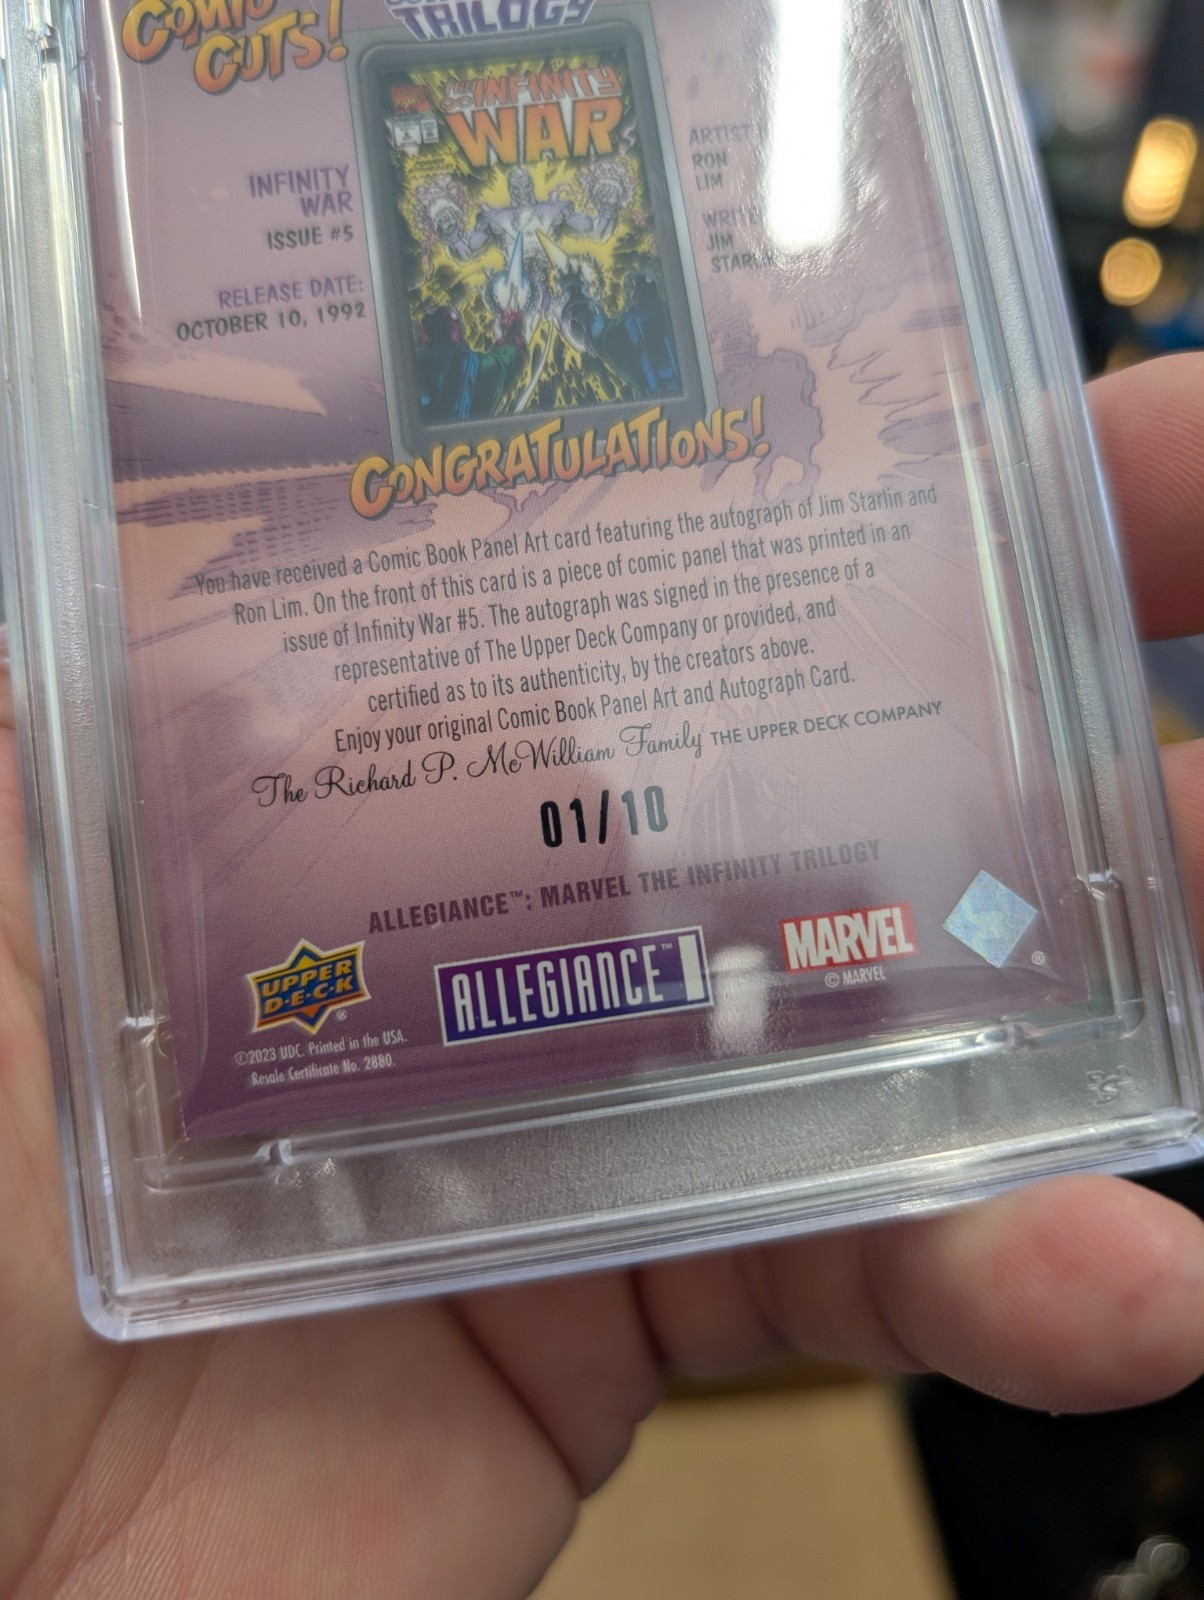 COMIC
CUTS!
TRILOGY
INFINITY
WAR
ISSUE #5
RELEASE DATE:
OCTOBER 10, 1992
THE INFINITY
WAR
ARTIST
RON
LIM
JIM
CONGRATULATIONS!
You have received a Comic Book Panel Art card featuring the autograph of Jim Starlin and
Ron Lim. On the front of this card is a piece of comic panel that was printed in an
issue of Infinity War #5. The autograph was signed in the presence of a
representative of The Upper Deck Company or provided, and
certified as to its authenticity, by the creators above.
Enjoy your original Comic Book Panel Art and Autograph Card.
The Richard P. McWilliam Family THE UPPER DECK COMPANY
01/10
ALLEGIANCE™: MARVEL THE INFINITY TRILOGY
UPPER
D·E·C·K
®
ALLEGIANCE™
MARVEL
© MARVEL
®
©2023 UDC. Printed in the USA.
Resale Certificate No. 2880.